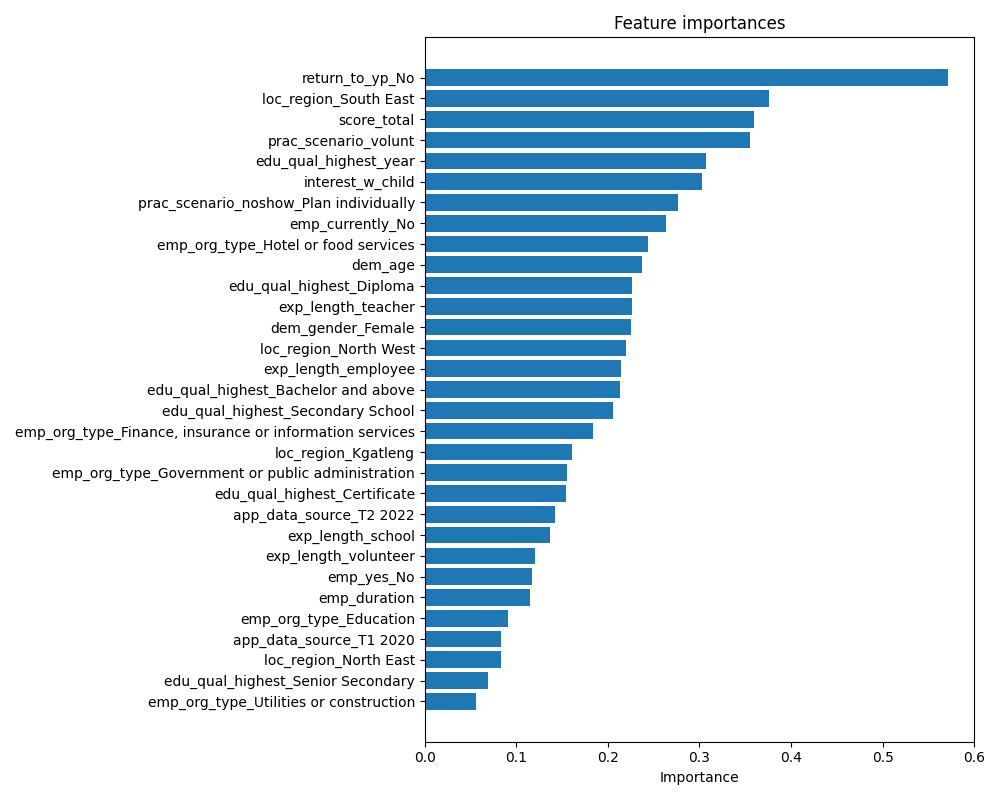 Feature importances
return_to_yp_No
loc_region_South East
score_total
prac_scenario_volunt
edu_qual_highest_year
interest_w_child
prac_scenario_noshow_Plan individually
emp_currently_No
emp_org_type_Hotel or food services
dem_age
edu_qual_highest_Diploma
exp_length_teacher
dem_gender_Female
loc_region_North West
exp_length_employee
edu_qual_highest_Bachelor and above
edu_qual_highest_Secondary School
emp_org_type_Finance, insurance or information services
loc_region_Kgatleng
emp_org_type_Government or public administration
edu_qual_highest_Certificate
app_data_source_T2 2022
exp_length_school
exp_length_volunteer
emp_yes_No
emp_duration
emp_org_type_Education
app_data_source_T1 2020
loc_region_North East
edu_qual_highest_Senior Secondary
emp_org_type_Utilities or construction
0.0 0.1 0.2 0.3 0.4 0.5 0.6
Importance